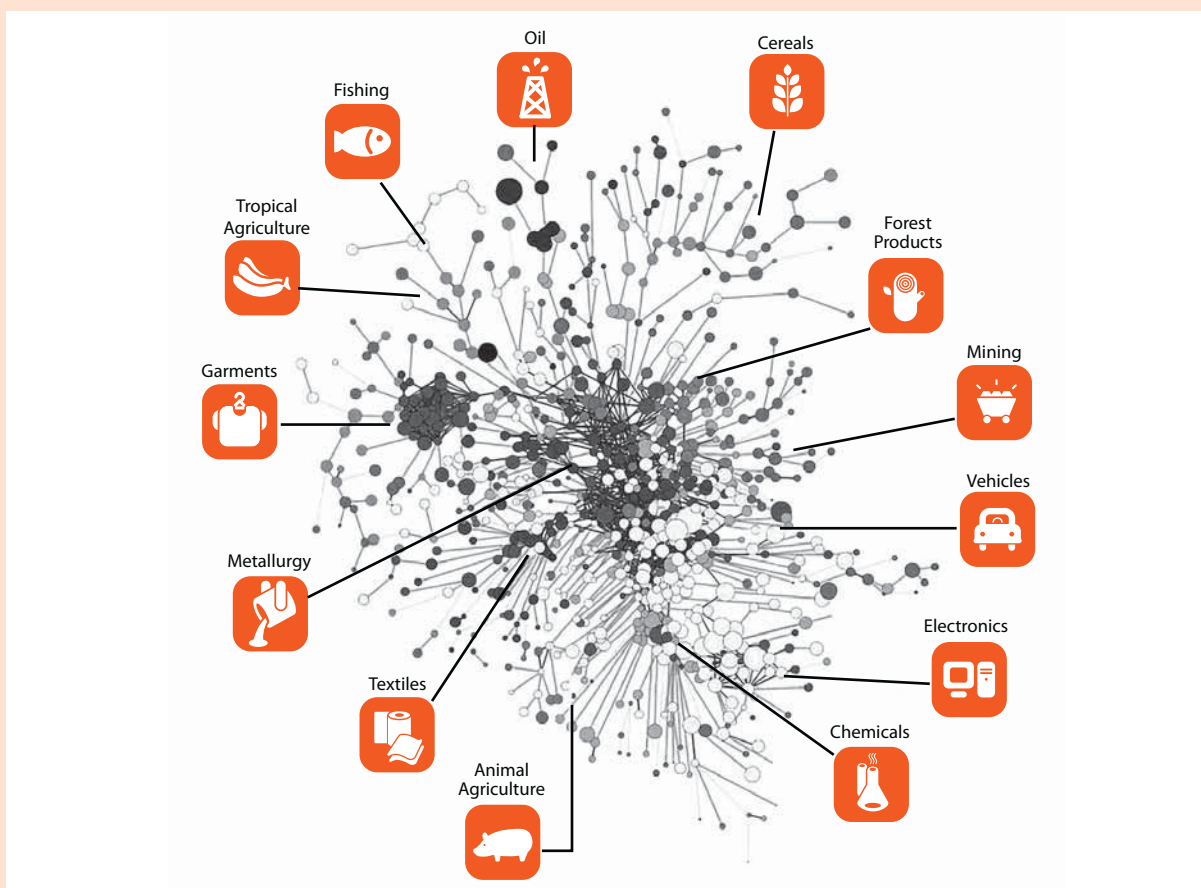 Oil
Cereals
Fishing
Tropical
Agriculture
Forest
Products
Garments
Mining
Vehicles
Metallurgy
Electronics
Textiles
Chemicals
Animal
Agriculture